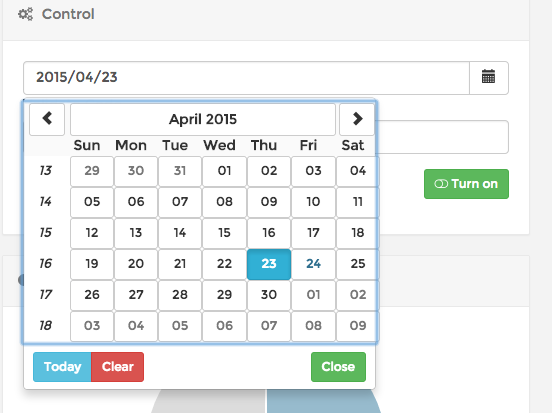 Control
2015/04/23
April 2015
Sun Mon Tue Wed Thu Fri Sat
13 29 30 31 01 02 03 04
14 05 06 07 08 09 10 11
15 12 13 14 15 16 17 18
16 19 20 21 22 23 24 25
17 26 27 28 29 30 01 02
18 03 04 05 06 07 08 09
Turn on
Today Clear Close